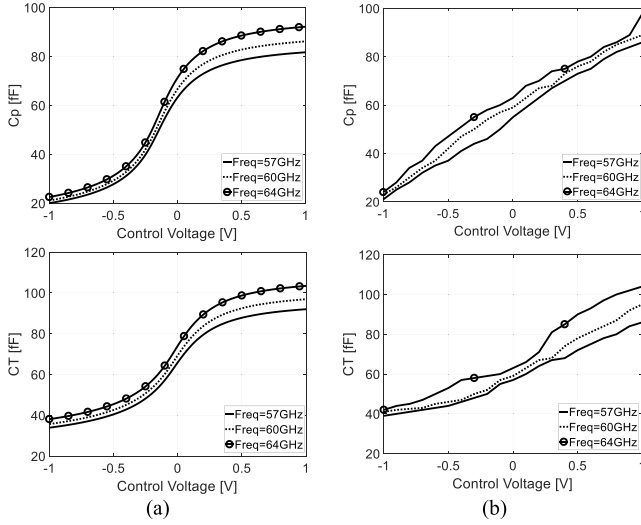 100
80
60
40
20
Cp [fF]
-1 -0.5 0 0.5 1
Control Voltage [V]
Freq=57GHz
Freq=60GHz
Freq=64GHz
100
80
60
40
20
Cp [fF]
-1 -0.5 0 0.5 1
Control Voltage [V]
Freq=57GHz
Freq=60GHz
Freq=64GHz
120
100
80
60
40
20
CT [fF]
-1 -0.5 0 0.5 1
Control Voltage [V]
Freq=57GHz
Freq=60GHz
Freq=64GHz
120
100
80
60
40
20
CT [fF]
-1 -0.5 0 0.5 1
Control Voltage [V]
Freq=57GHz
Freq=60GHz
Freq=64GHz
(a)
(b)